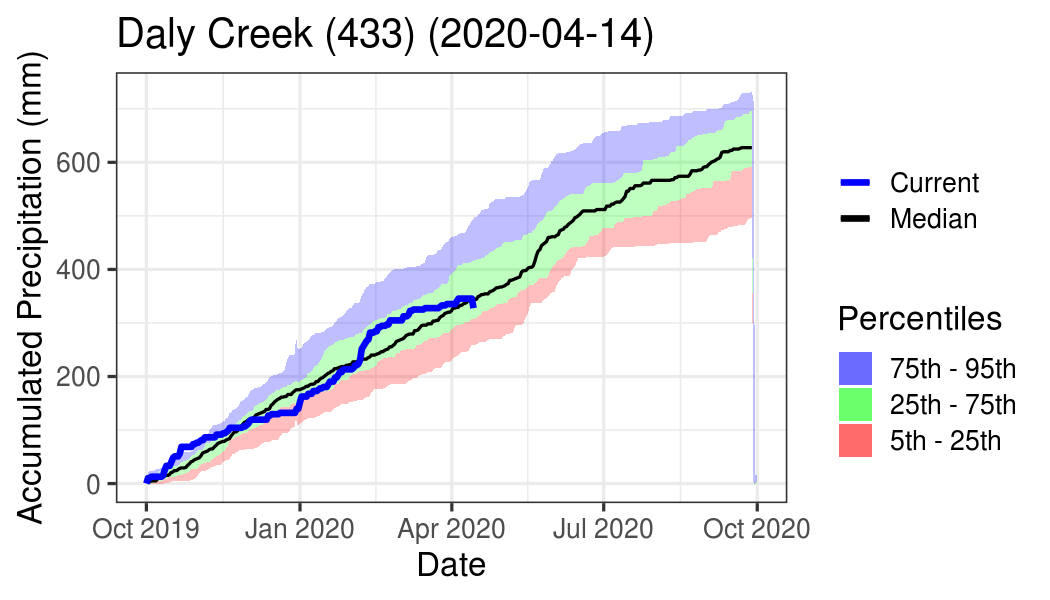 Daly Creek (433) (2020-04-14)
Accumulated Precipitation (mm)
600
400
200
0
Oct 2019 Jan 2020 Apr 2020 Jul 2020 Oct 2020
Date
Current
Median
Percentiles
75th - 95th
25th - 75th
5th - 25th